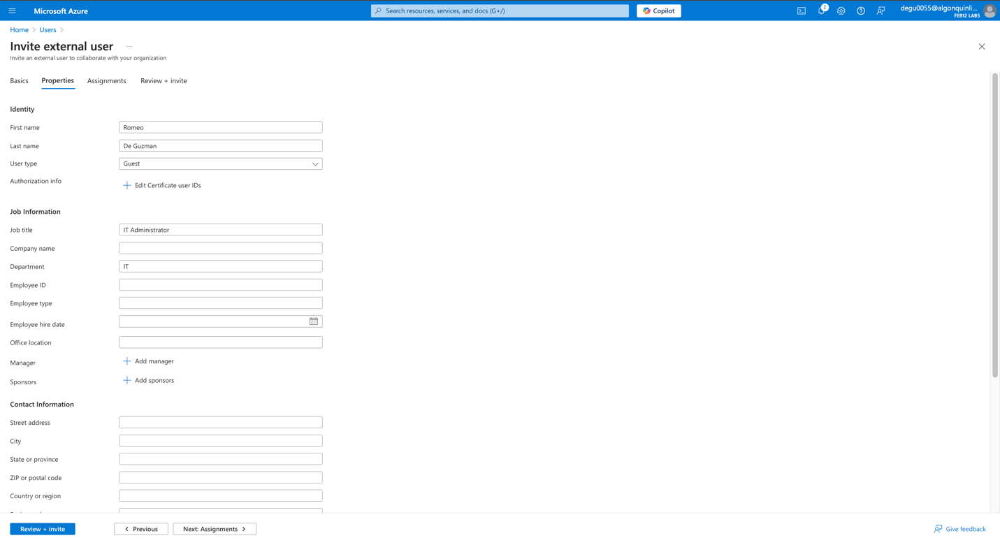 Microsoft Azure
Search resources, services, and docs (G+/)
Copilot
2
degu0055@algonquinli...
FEB12 LABS
Home > Users >
Invite external user ...
Invite an external user to collaborate with your organization
Basics Properties Assignments Review + invite
Identity
First name Romeo
Last name De Guzman
User type Guest
Authorization info
+ Edit Certificate user IDs
Job Information
Job title IT Administrator
Company name
Department IT
Employee ID
Employee type
Employee hire date
Office location
Manager + Add manager
Sponsors + Add sponsors
Contact Information
Street address
City
State or province
ZIP or postal code
Country or region
Review + invite < Previous Next: Assignments > Give feedback